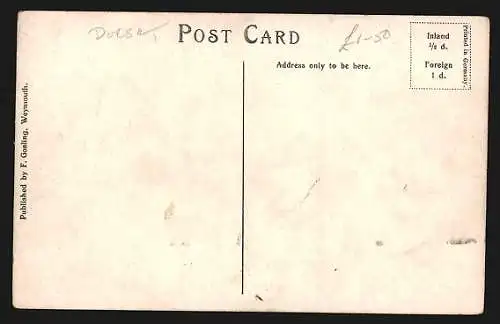 DORSET
POST CARD
£1-50
Address only to be here.
Inland
½ d.
Foreign
1 d.
Printed in Germany.
Published by F. Gosling, Weymouth.